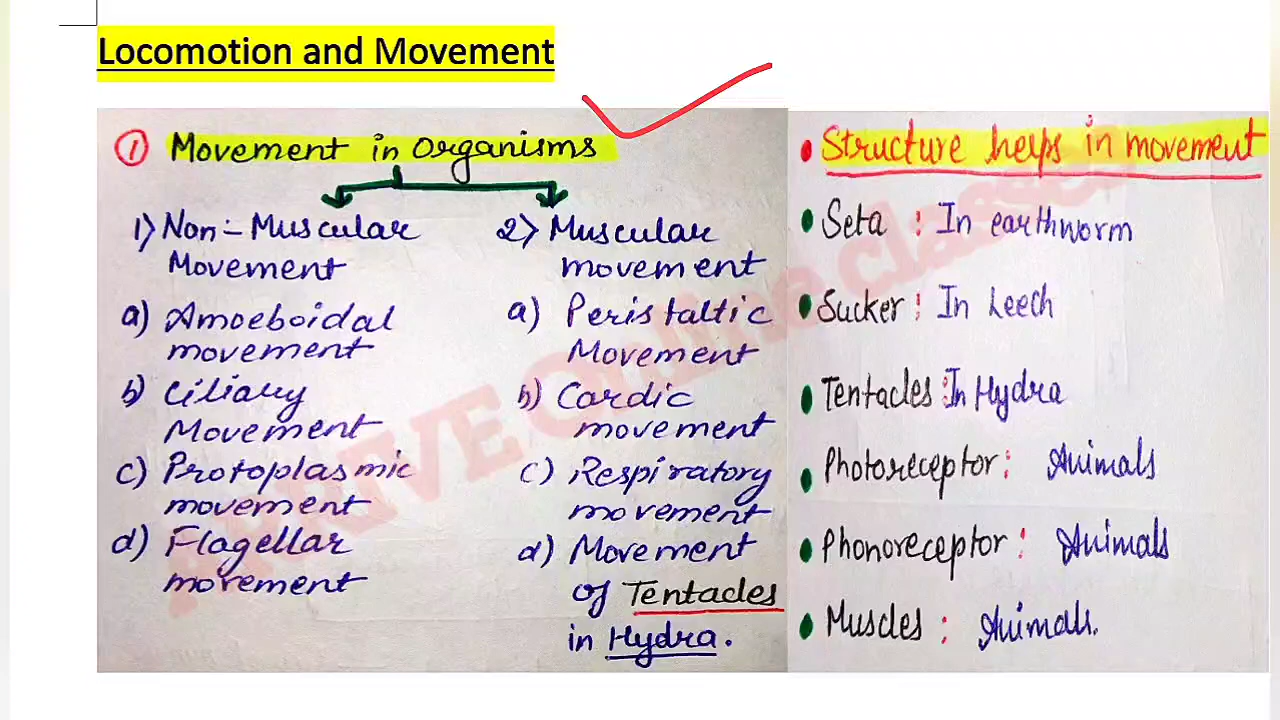 Locomotion and Movement
① Movement in Organisms
1) Non-Muscular
Movement
a) Amoeboidal
movement
b) Ciliary
Movement
c) Protoplasmic
movement
d) Flagellar
movement
2) Muscular
movement
a) Peristaltic
Movement
b) Cardic
movement
c) Respiratory
movement
d) Movement
of Tentacles
in Hydra.
• Structure helps in movement
• Seta : In earthworm
• Sucker : In Leech
• Tentacles : In Hydra
• Photoreceptor : Animals
• Phonoreceptor : Animals
• Muscles : Animals.